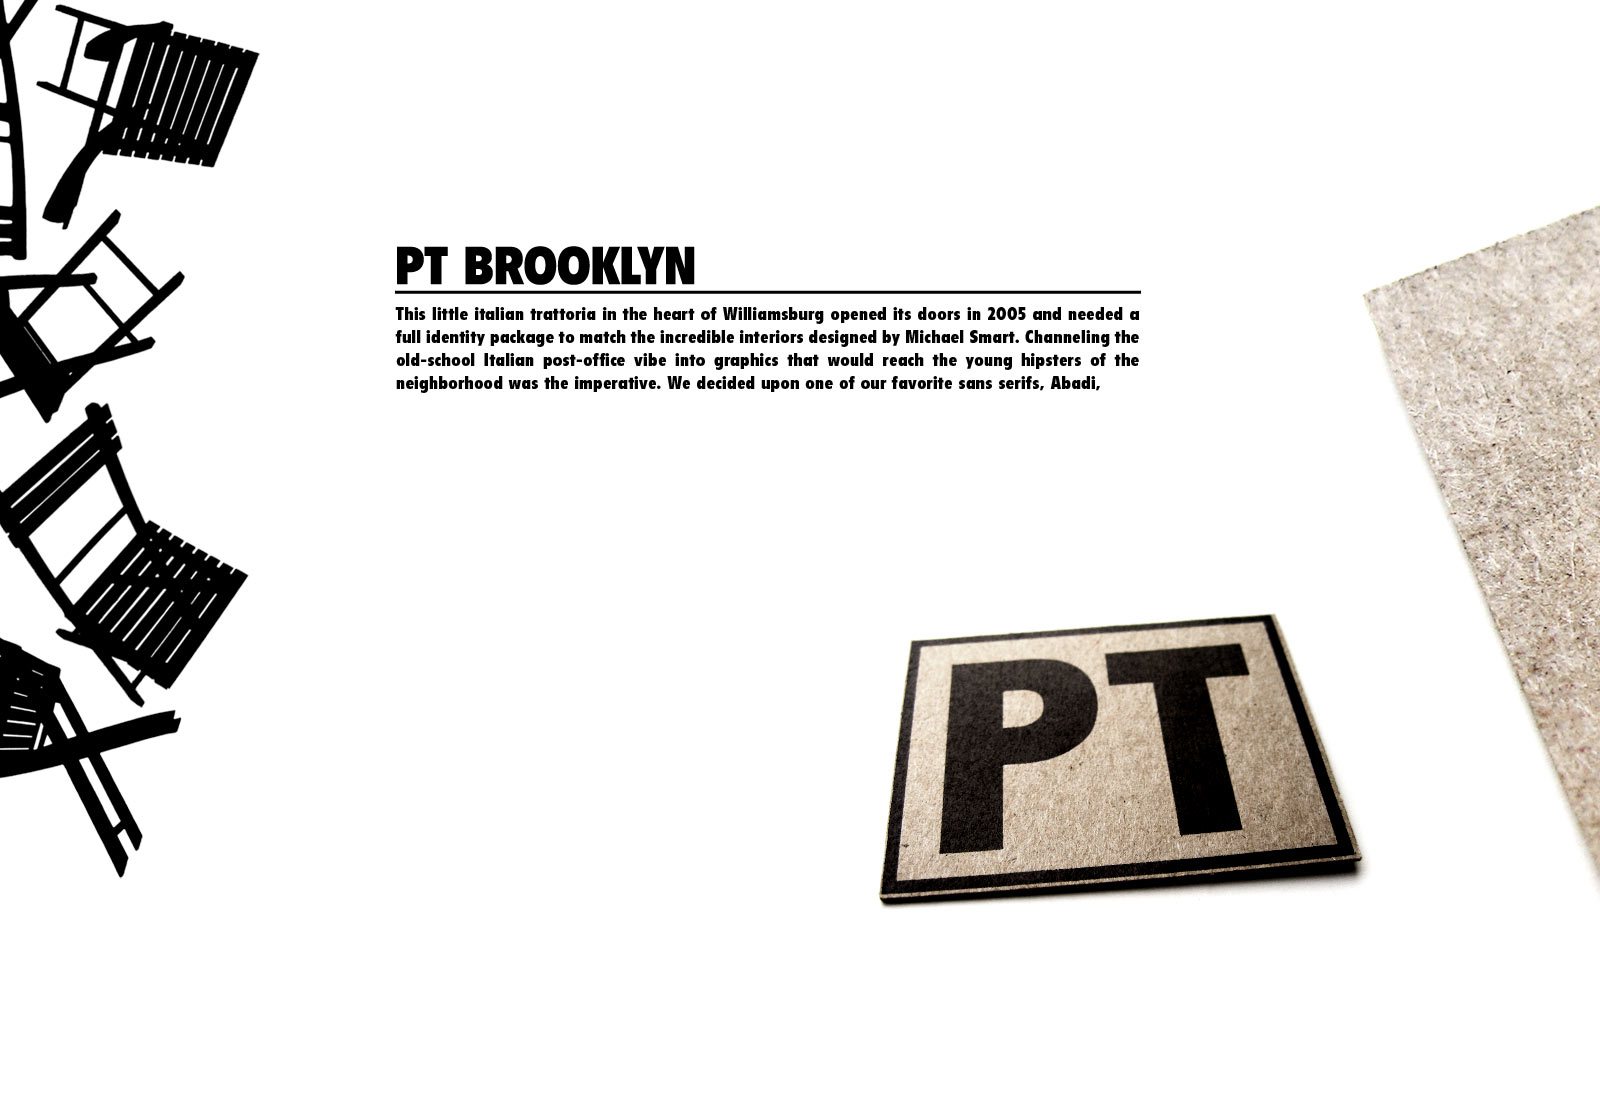 PT BROOKLYN
This little italian trattoria in the heart of Williamsburg opened its doors in 2005 and needed a
full identity package to match the incredible interiors designed by Michael Smart. Channeling the
old-school Italian post-office vibe into graphics that would reach the young hipsters of the
neighborhood was the imperative. We decided upon one of our favorite sans serifs, Abadi,
PT